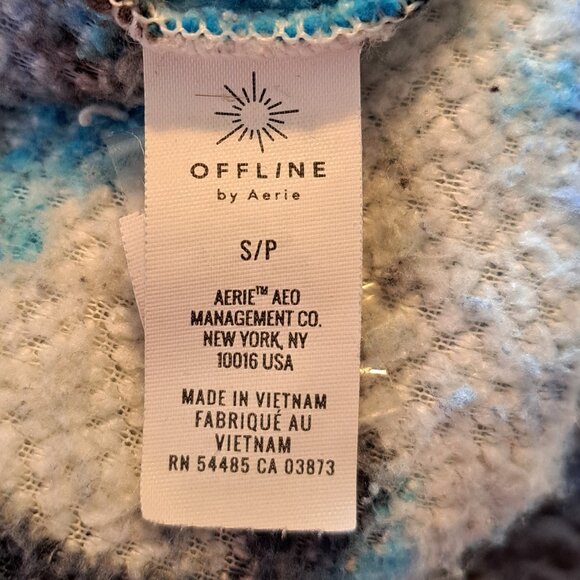 OFFLINE
by Aerie
S/P
AERIE™ AEO
MANAGEMENT CO.
NEW YORK, NY
10016 USA
MADE IN VIETNAM
FABRIQUÉ AU
VIETNAM
RN 54485 CA 03873